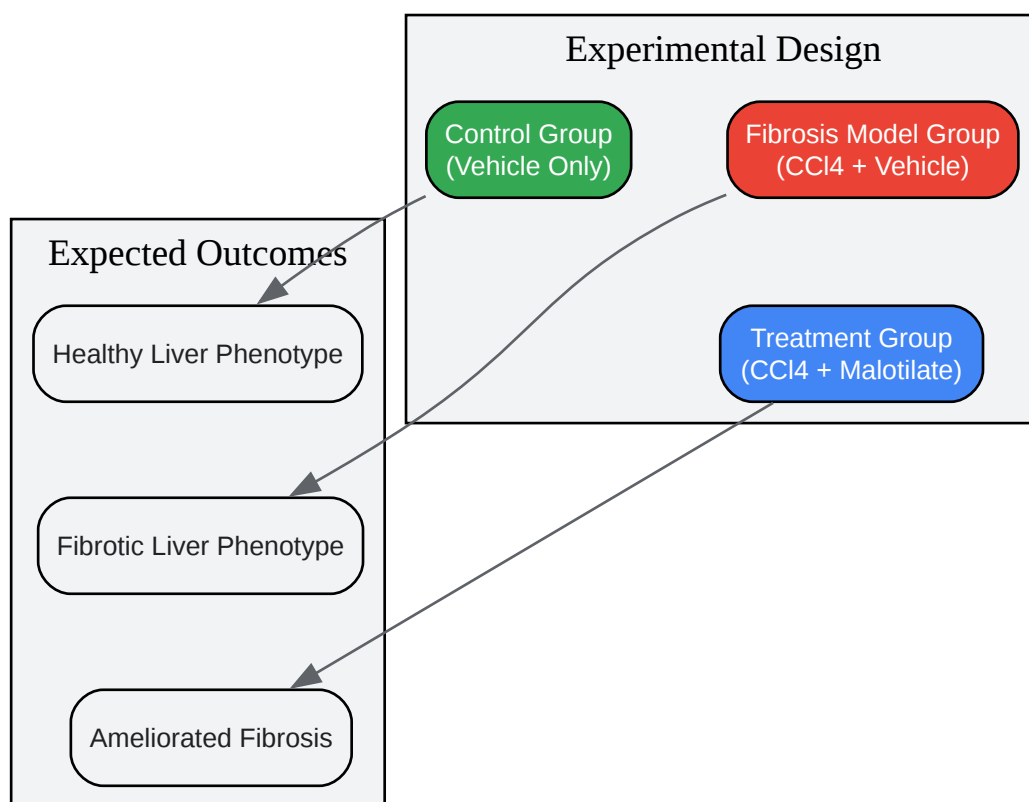 Experimental Design
Control Group
(Vehicle Only)
Fibrosis Model Group
(CCl4 + Vehicle)
Treatment Group
(CCl4 + Malotilate)
Expected Outcomes
Healthy Liver Phenotype
Fibrotic Liver Phenotype
Ameliorated Fibrosis